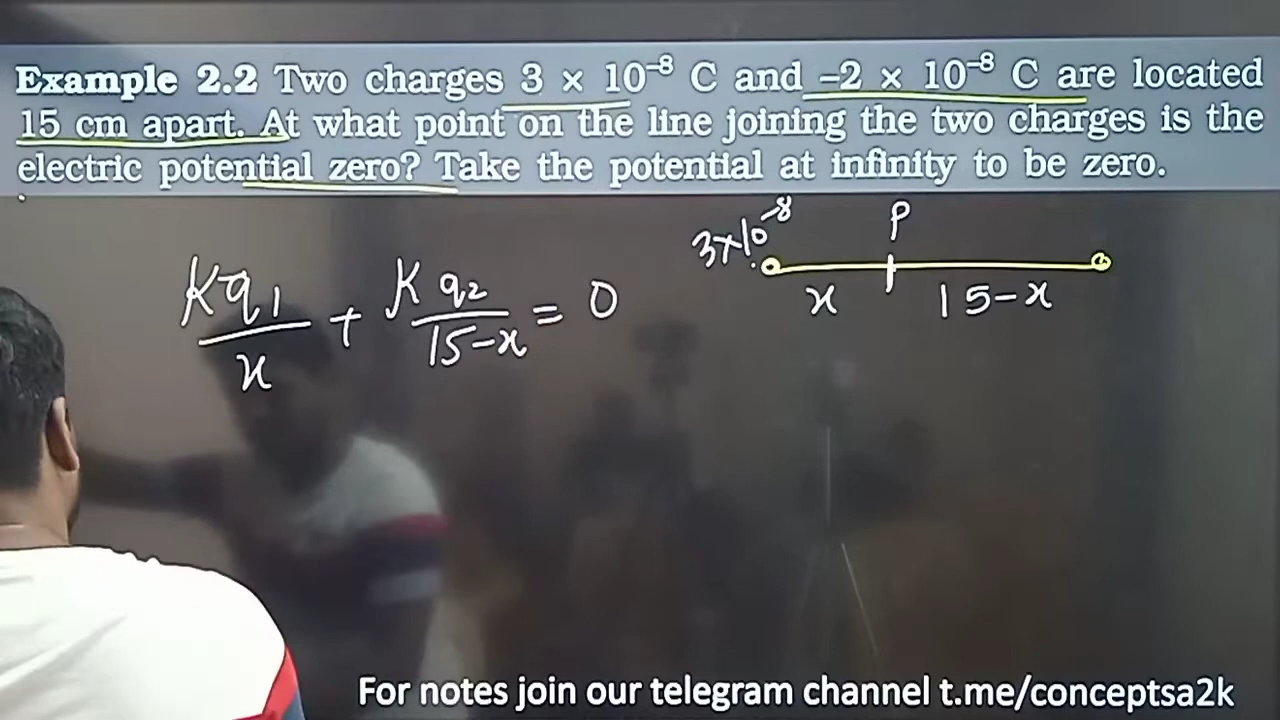 Example 2.2 Two charges 3 × 10⁻⁸ C and –2 × 10⁻⁸ C are located
15 cm apart. At what point on the line joining the two charges is the
electric potential zero? Take the potential at infinity to be zero.
3×10⁻⁸ P
x 15-x
Kq₁/x + Kq₂/15-x = 0
For notes join our telegram channel t.me/conceptsa2k